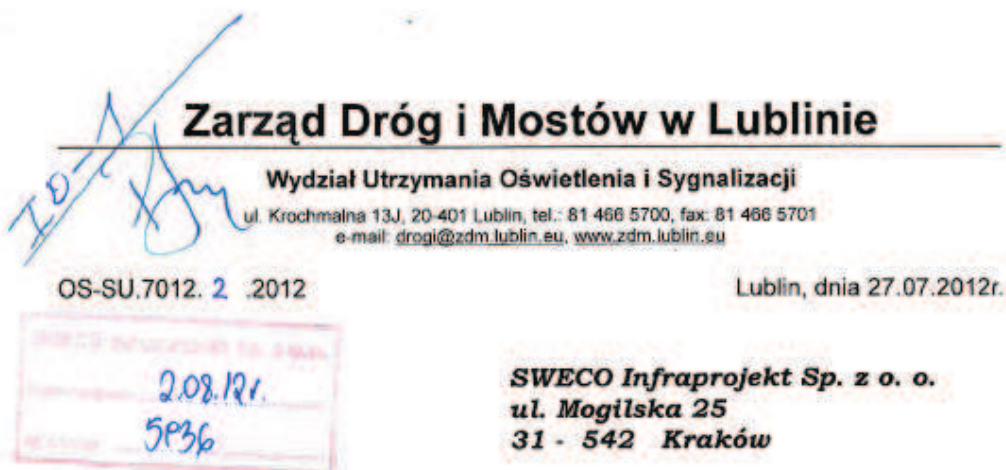 Zarząd Dróg i Mostów w Lublinie
Wydział Utrzymania Oświetlenia i Sygnalizacji
ul. Krochmalna 13J, 20-401 Lublin, tel.: 81 466 5700, fax: 81 466 5701
e-mail: drogi@zdm.lublin.eu, www.zdm.lublin.eu
OS-SU.7012. 2 .2012
Lublin, dnia 27.07.2012r.
2.08.12r.
SWECO Infraprojekt Sp. z o. o.
ul. Mogilska 25
31 - 542 Kraków